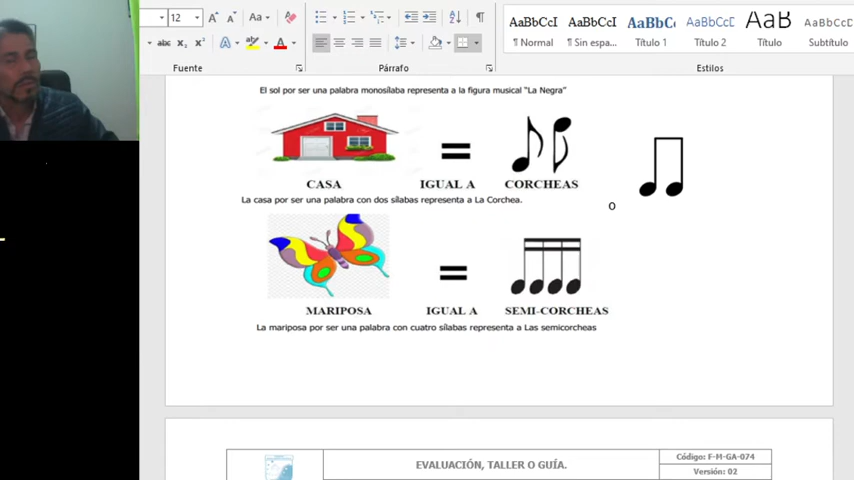 12
Aa
AaBbCcI AaBbCcI AaBbC AaBbCcD AaB AaBbCcD
¶ Normal ¶ Sin espa... Título 1 Título 2 Título Subtítulo
Fuente Párrafo Estilos
El sol por ser una palabra monosílaba representa a la figura musical "La Negra"
CASA IGUAL A CORCHEAS
La casa por ser una palabra con dos sílabas representa a La Corchea.
O
MARIPOSA IGUAL A SEMI-CORCHEAS
La mariposa por ser una palabra con cuatro sílabas representa a Las semicorcheas
EVALUACIÓN, TALLER O GUÍA.
Código: F-M-GA-074
Versión: 02